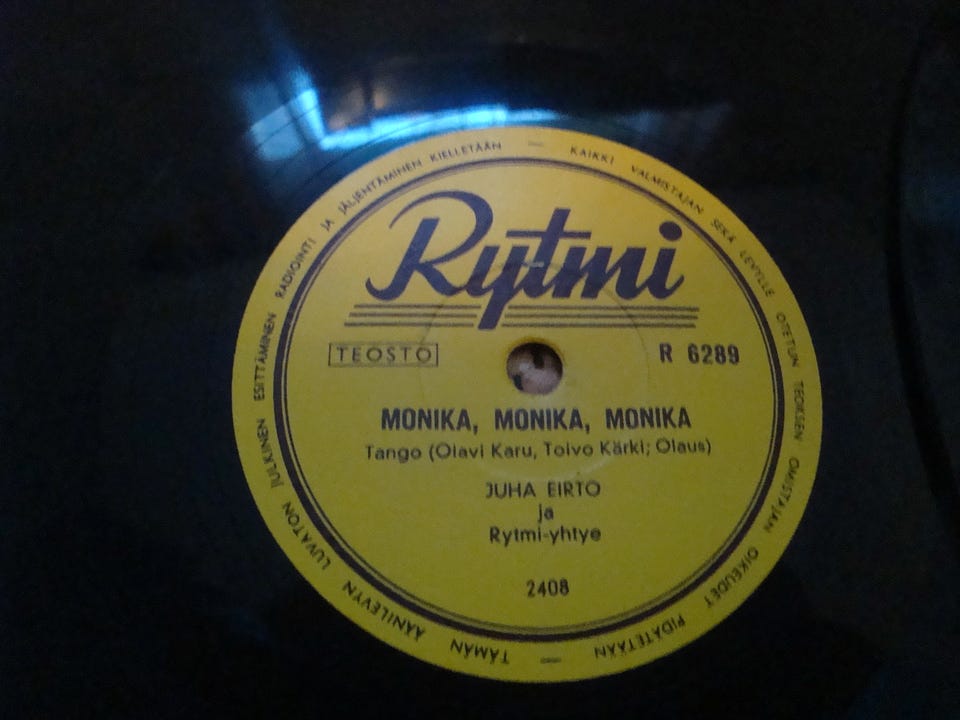 KAIKKI VALMISTAJAN SEKÄ LEVYLLE OTETUN TEOKSEN OMISTAJAN OIKEUDET PIDÄTETÄÄN — TÄMÄN ÄÄNILEVYN LUVATON JULKINEN ESITTÄMINEN RADIOINTI JA JÄLJENTÄMINEN KIELLETÄÄN —
Rytmi
TEOSTO R 6289
MONIKA, MONIKA, MONIKA
Tango (Olavi Karu, Toivo Kärki; Olaus)
JUHA EIRTO
ja
Rytmi-yhtye
2408